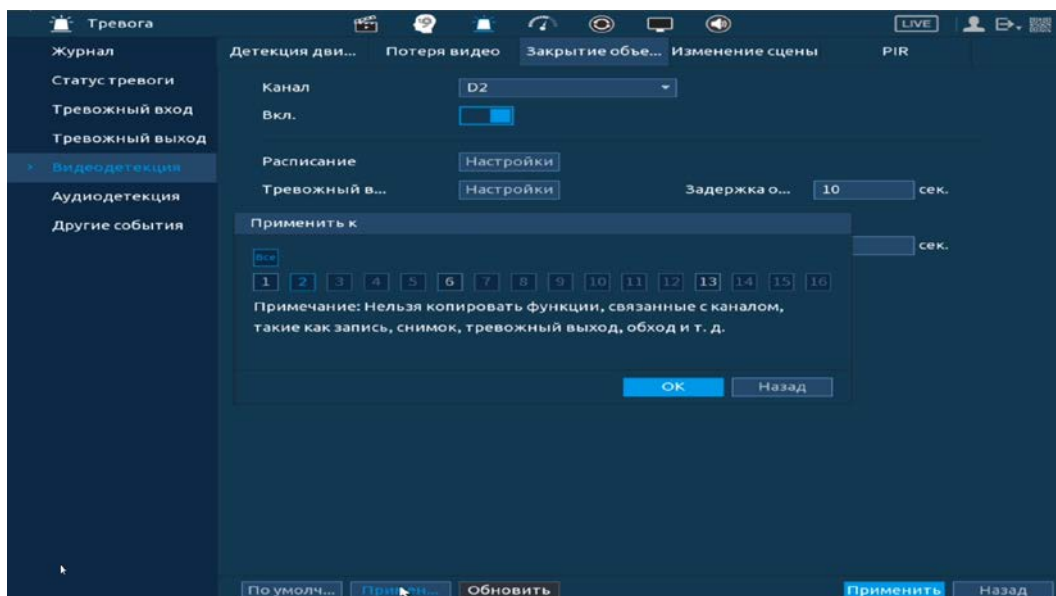 Тревога LIVE
Журнал
Статус тревоги
Тревожный вход
Тревожный выход
Видеодетекция
Аудиодетекция
Другие события
Детекция дви... Потеря видео Закрытие объе... Изменение сцены PIR
Канал D2
Вкл.
Расписание Настройки
Тревожный в... Настройки Задержка о... 10 сек.
сек.
Применить к
Все
1 2 3 4 5 6 7 8 9 10 11 12 13 14 15 16
Примечание: Нельзя копировать функции, связанные с каналом,
такие как запись, снимок, тревожный выход, обход и т. д.
OK Назад
По умолч... Обновить Применить Назад